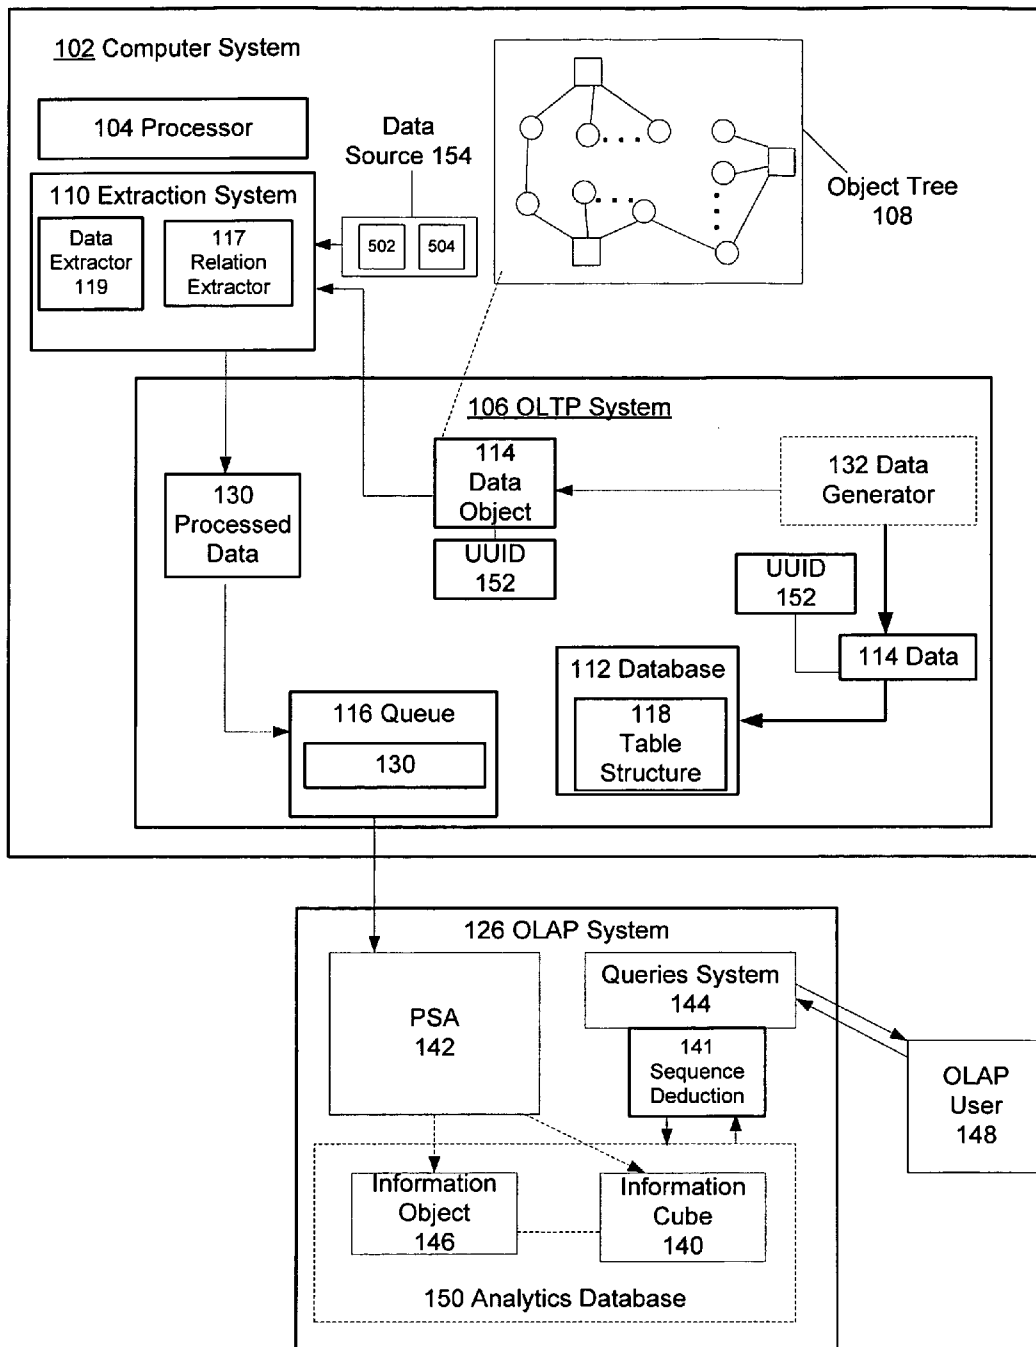 102 Computer System
104 Processor
Data
Source 154
Object Tree
108
110 Extraction System
Data
Extractor
119
117
Relation
Extractor
502
504
106 OLTP System
114
Data
Object
132 Data
Generator
130
Processed
Data
UUID
152
UUID
152
114 Data
112 Database
118
Table
Structure
116 Queue
130
126 OLAP System
PSA
142
Queries System
144
141
Sequence
Deduction
OLAP
User
148
Information
Object
146
Information
Cube
140
150 Analytics Database